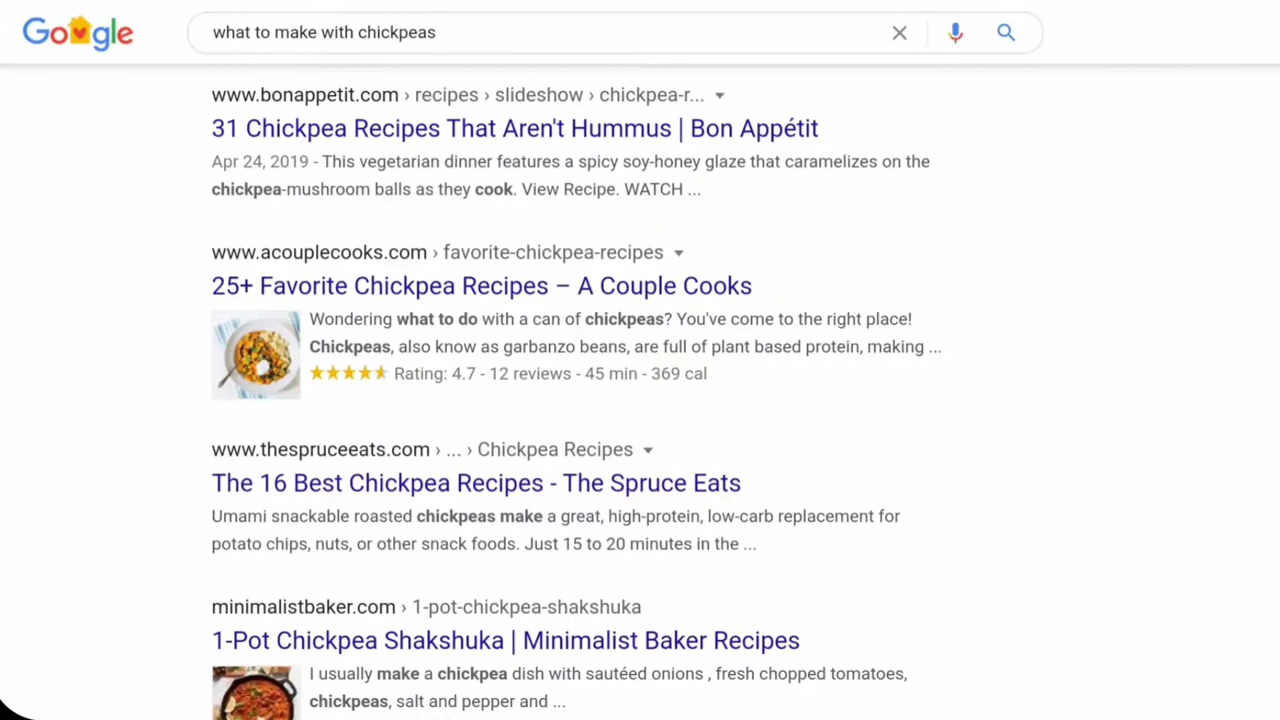 Google
what to make with chickpeas
www.bonappetit.com › recipes › slideshow › chickpea-r...
31 Chickpea Recipes That Aren't Hummus | Bon Appétit
Apr 24, 2019 - This vegetarian dinner features a spicy soy-honey glaze that caramelizes on the
chickpea-mushroom balls as they cook. View Recipe. WATCH ...
www.acouplecooks.com › favorite-chickpea-recipes
25+ Favorite Chickpea Recipes – A Couple Cooks
Wondering what to do with a can of chickpeas? You've come to the right place!
Chickpeas, also know as garbanzo beans, are full of plant based protein, making ...
Rating: 4.7 - 12 reviews - 45 min - 369 cal
www.thespruceeats.com › ... › Chickpea Recipes
The 16 Best Chickpea Recipes - The Spruce Eats
Umami snackable roasted chickpeas make a great, high-protein, low-carb replacement for
potato chips, nuts, or other snack foods. Just 15 to 20 minutes in the ...
minimalistbaker.com › 1-pot-chickpea-shakshuka
1-Pot Chickpea Shakshuka | Minimalist Baker Recipes
I usually make a chickpea dish with sautéed onions , fresh chopped tomatoes,
chickpeas, salt and pepper and ...